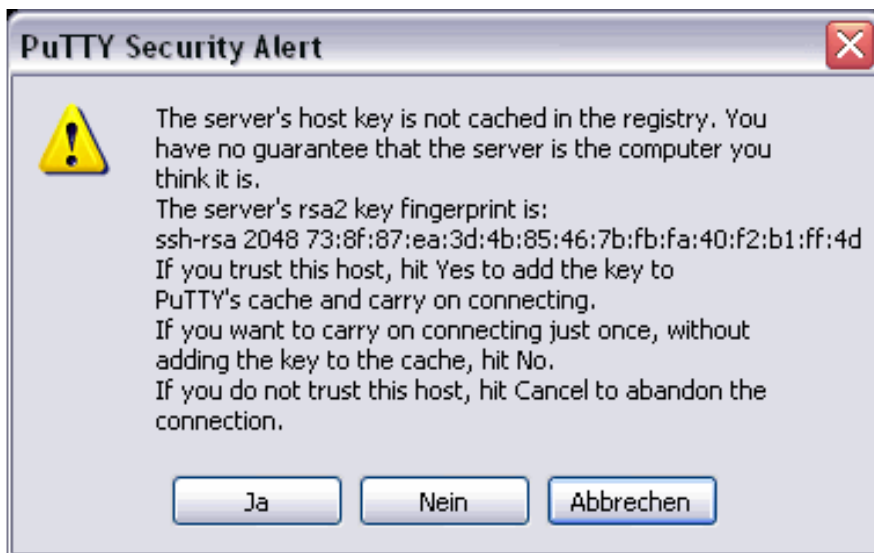 PuTTY Security Alert
The server's host key is not cached in the registry. You
have no guarantee that the server is the computer you
think it is.
The server's rsa2 key fingerprint is:
ssh-rsa 2048 73:8f:87:ea:3d:4b:85:46:7b:fb:fa:40:f2:b1:ff:4d
If you trust this host, hit Yes to add the key to
PuTTY's cache and carry on connecting.
If you want to carry on connecting just once, without
adding the key to the cache, hit No.
If you do not trust this host, hit Cancel to abandon the
connection.
Ja Nein Abbrechen